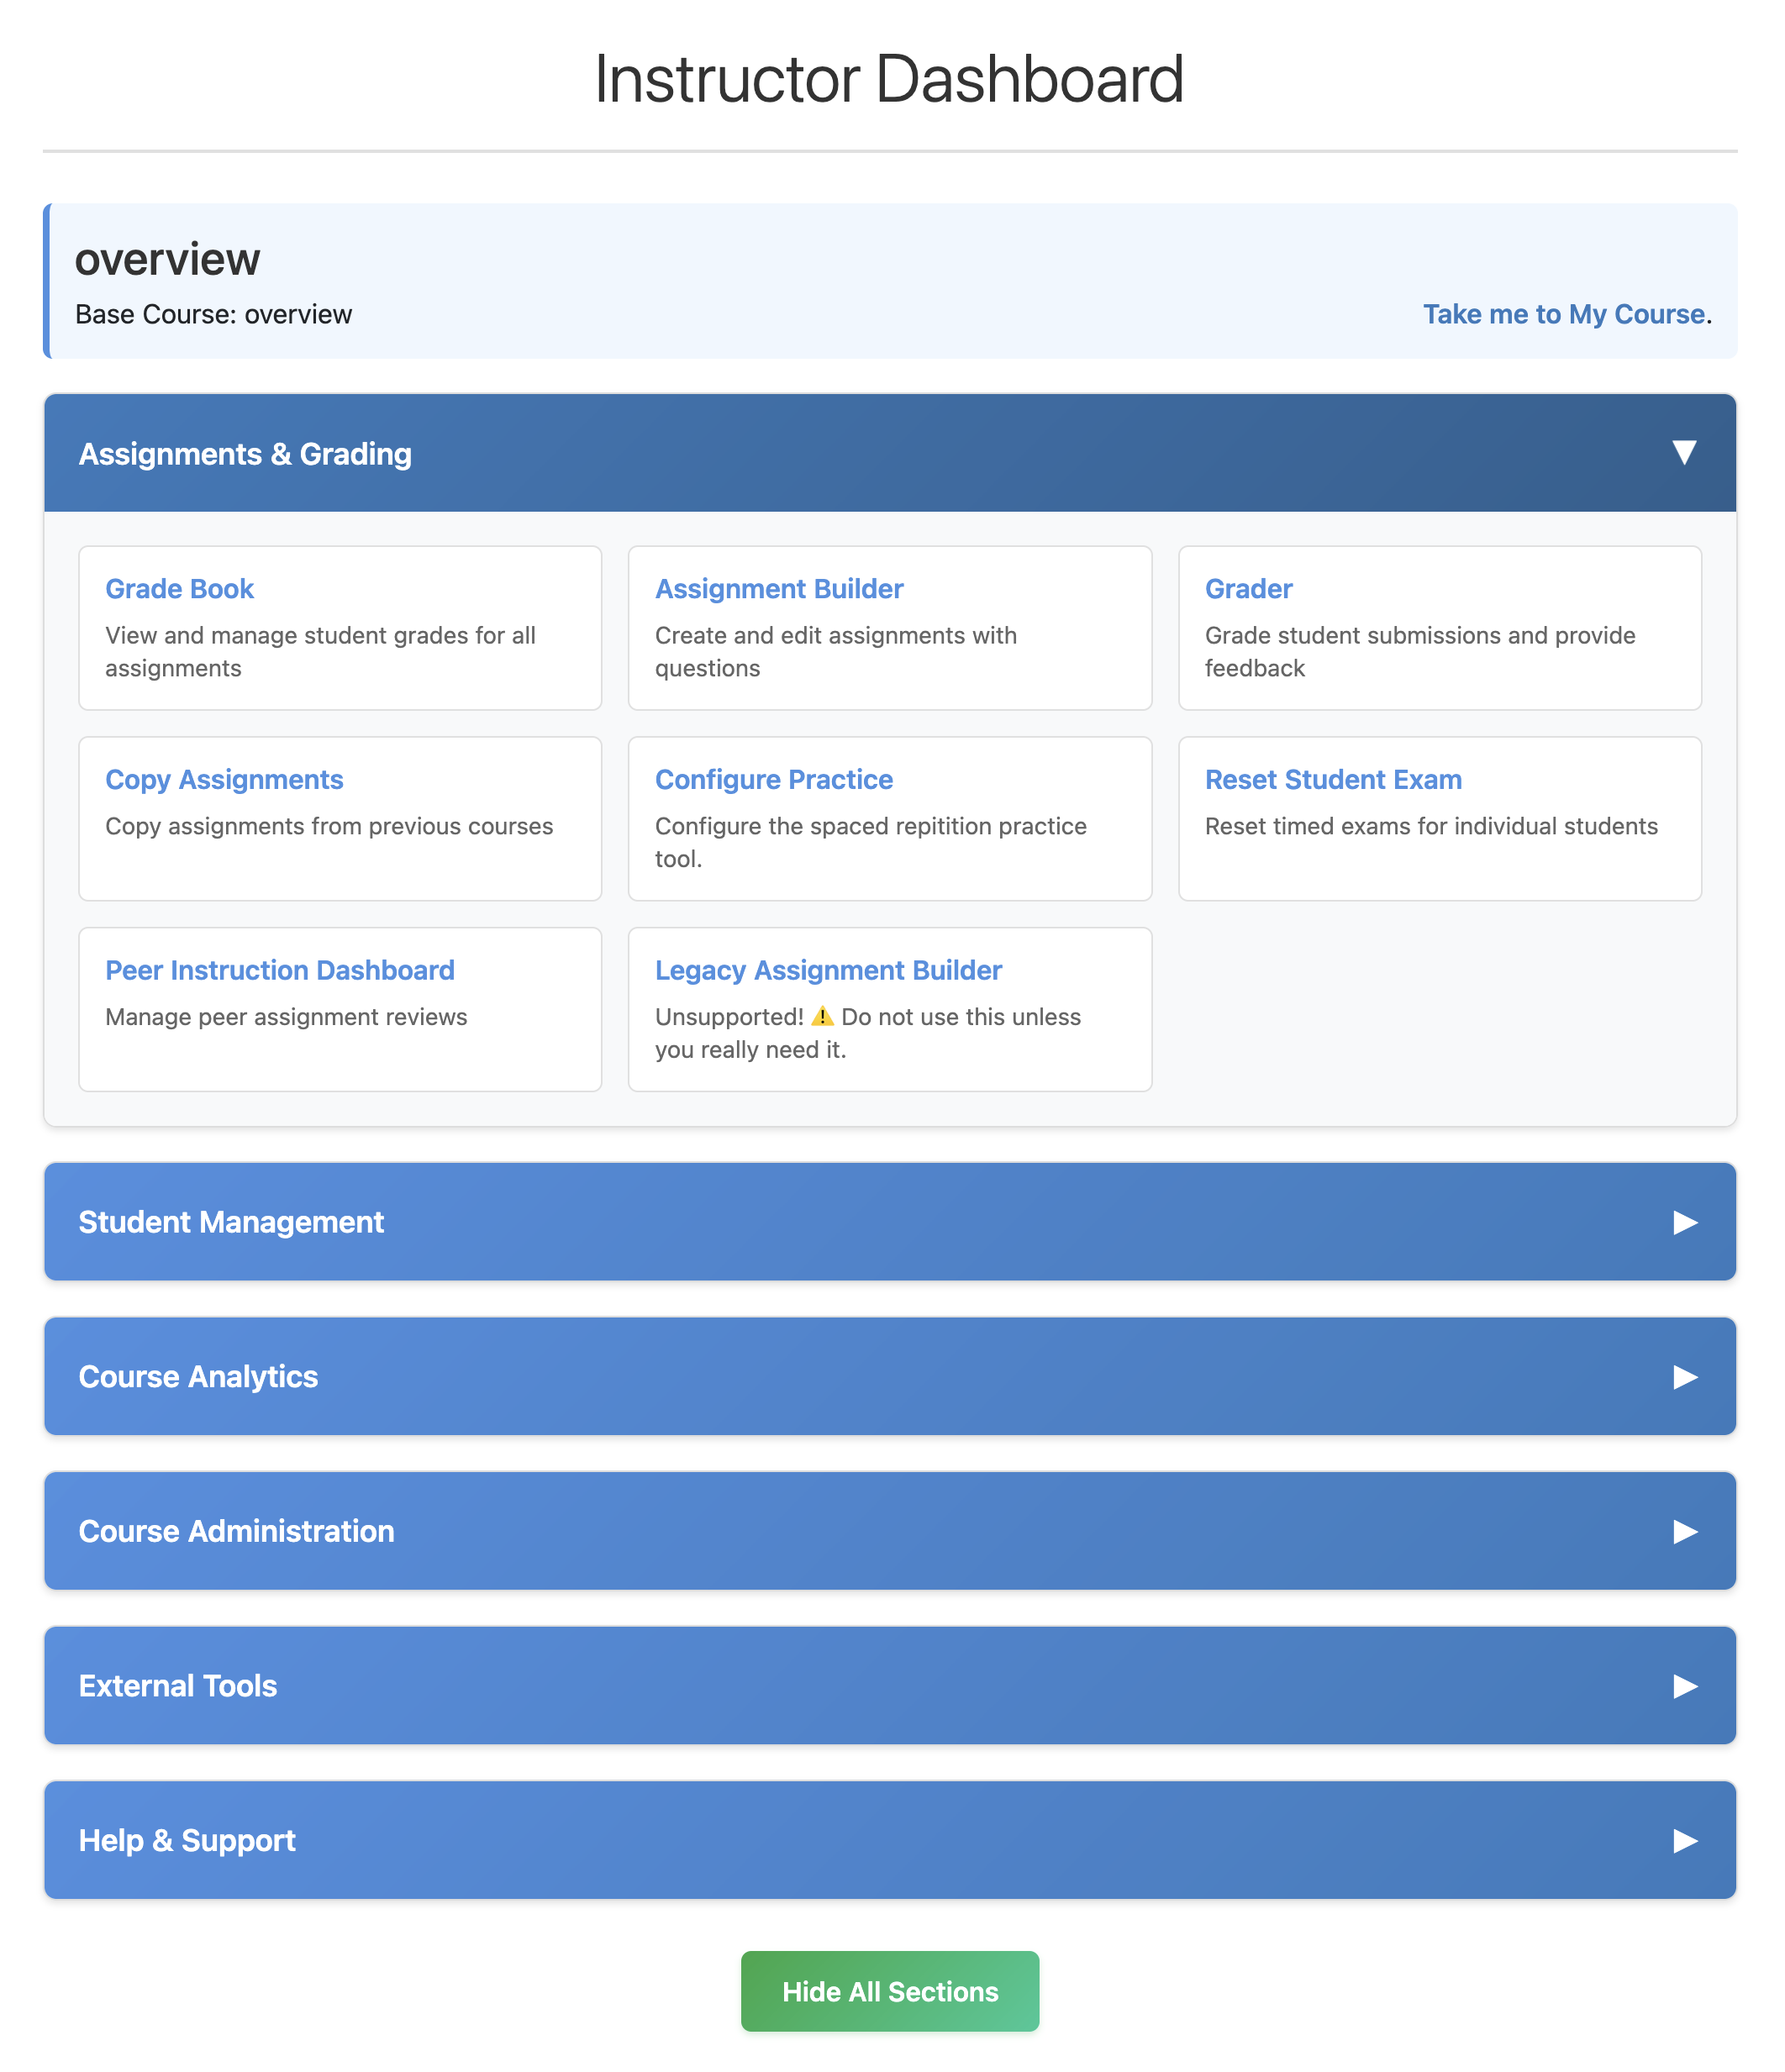 Instructor Dashboard
overview
Base Course: overview
Take me to My Course.
Assignments & Grading
▼
Grade Book
View and manage student grades for all
assignments
Assignment Builder
Create and edit assignments with
questions
Grader
Grade student submissions and provide
feedback
Copy Assignments
Copy assignments from previous courses
Configure Practice
Configure the spaced repitition practice
tool.
Reset Student Exam
Reset timed exams for individual students
Peer Instruction Dashboard
Manage peer assignment reviews
Legacy Assignment Builder
Unsupported! ⚠️ Do not use this unless
you really need it.
Student Management
▶
Course Analytics
▶
Course Administration
▶
External Tools
▶
Help & Support
▶
Hide All Sections